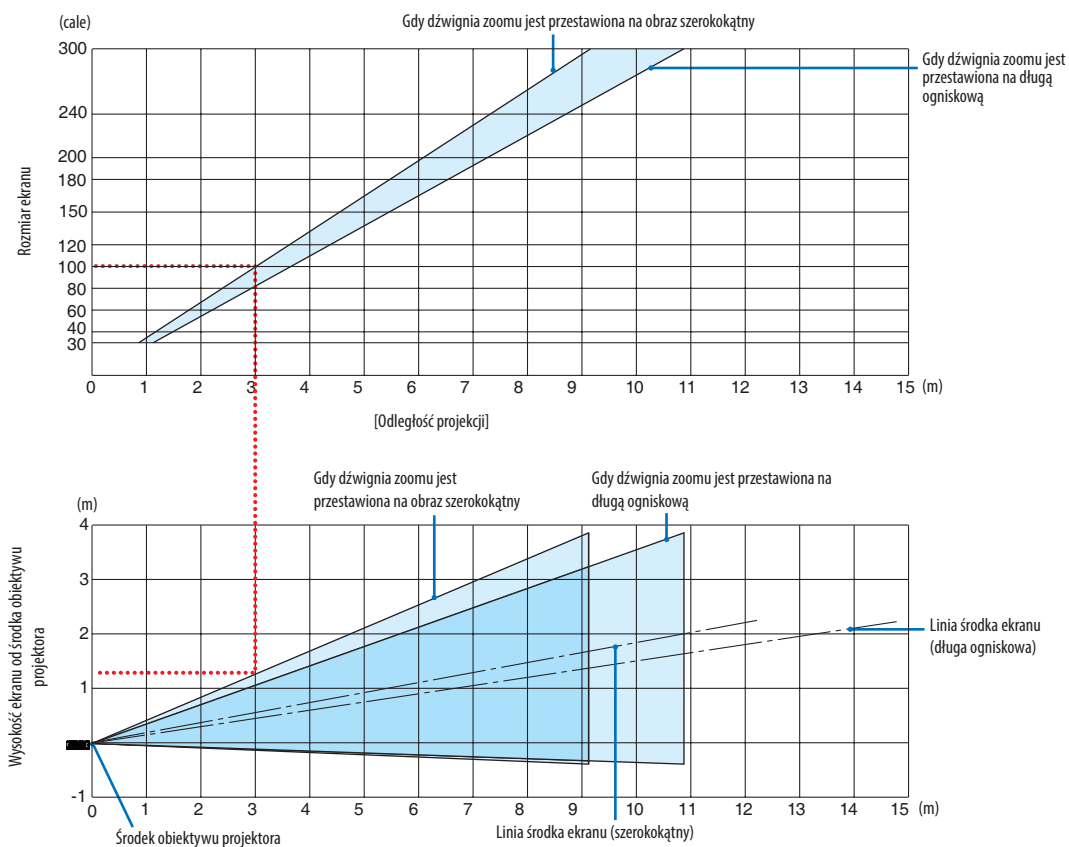 (cale)
Gdy dźwignia zoomu jest przestawiona na obraz szerokokątny
Gdy dźwignia zoomu jest
przestawiona na długą
ogniskową
Rozmiar ekranu
300
240
200
180
150
120
100
80
60
40
30
0 1 2 3 4 5 6 7 8 9 10 11 12 13 14 15 (m)
[Odległość projekcji]
Gdy dźwignia zoomu jest
przestawiona na obraz szerokokątny
Gdy dźwignia zoomu jest przestawiona na
długą ogniskową
(m)
Wysokość ekranu od środka obiektywu
projektora
4
3
2
1
-1
Linia środka ekranu
(długa ogniskowa)
0 1 2 3 4 5 6 7 8 9 10 11 12 13 14 15 (m)
Środek obiektywu projektora
Linia środka ekranu (szerokokątny)